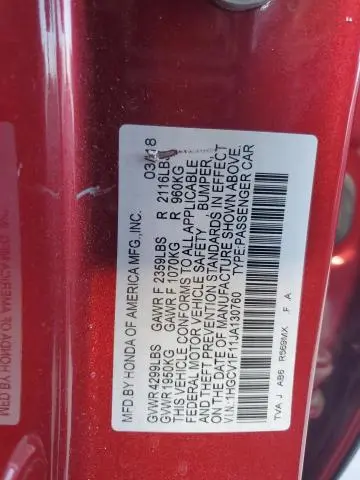 MFD BY HONDA OF AMERICA MFG.,INC. 03/18
GVWR 4299LBS GAWR F 2359LBS R 2116LBS
GVWR 1950KG GAWR F 1070KG R 960KG
THIS VEHICLE CONFORMS TO ALL APPLICABLE
FEDERAL MOTOR VEHICLE SAFETY, BUMPER,
AND THEFT PREVENTION STANDARDS IN EFFECT
ON THE DATE OF MANUFACTURE SHOWN ABOVE.
V.I.N.:1HGCV1F11JA130760 TYPE:PASSENGER CAR
TVA J AB6 R569MX F A